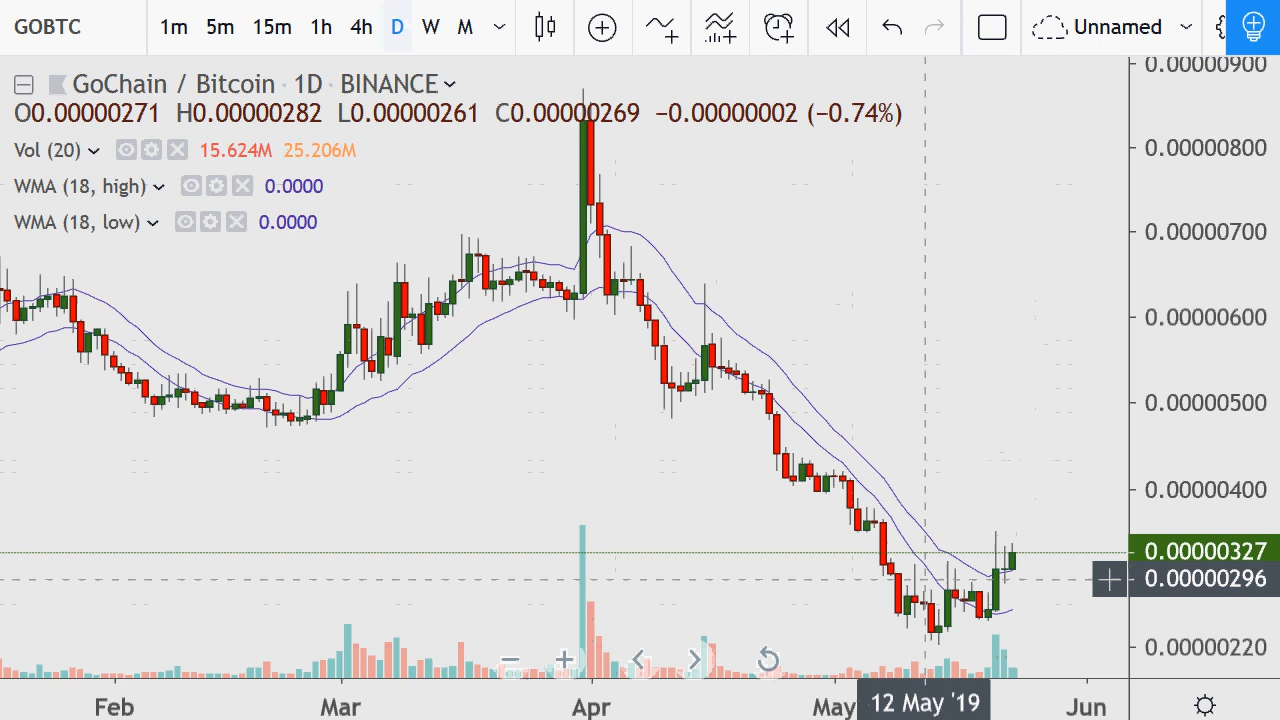 GOBTC 1m 5m 15m 1h 4h D W M Unnamed
GoChain / Bitcoin · 1D · BINANCE
O0.00000271 H0.00000282 L0.00000261 C0.00000269 −0.00000002 (−0.74%)
Vol (20) 15.624M 25.206M
WMA (18, high) 0.0000
WMA (18, low) 0.0000
0.00000900
0.00000800
0.00000700
0.00000600
0.00000500
0.00000400
0.00000327
0.00000296
0.00000220
Feb Mar Apr May 12 May '19 Jun